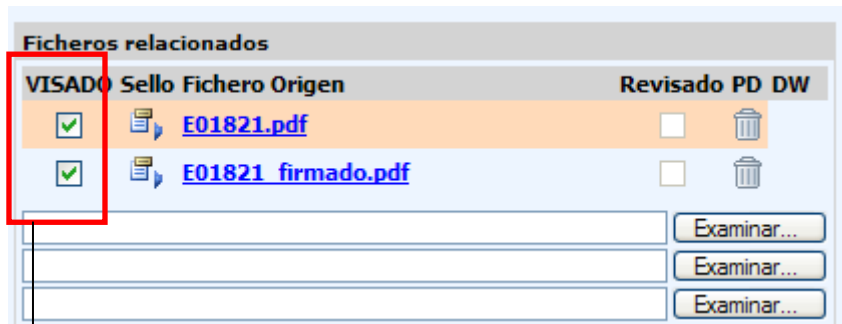 Ficheros relacionados
VISADO Sello Fichero Origen Revisado PD DW
E01821.pdf
E01821_firmado.pdf
Examinar...
Examinar...
Examinar...